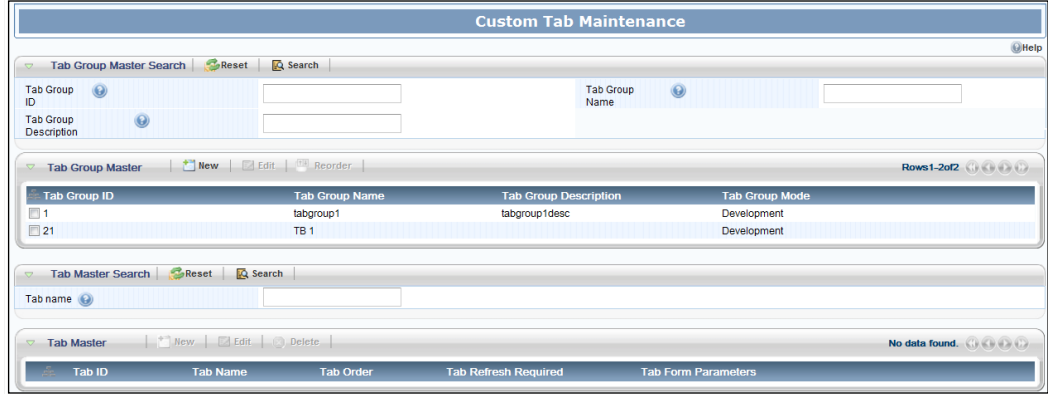 Custom Tab Maintenance
Help
Tab Group Master Search Reset Search
Tab Group ID Tab Group Name
Tab Group Description
Tab Group Master New Edit Reorder Rows1-2of2
Tab Group ID Tab Group Name Tab Group Description Tab Group Mode
1 tabgroup1 tabgroup1desc Development
21 TB 1 Development
Tab Master Search Reset Search
Tab name
Tab Master New Edit Delete No data found.
Tab ID Tab Name Tab Order Tab Refresh Required Tab Form Parameters